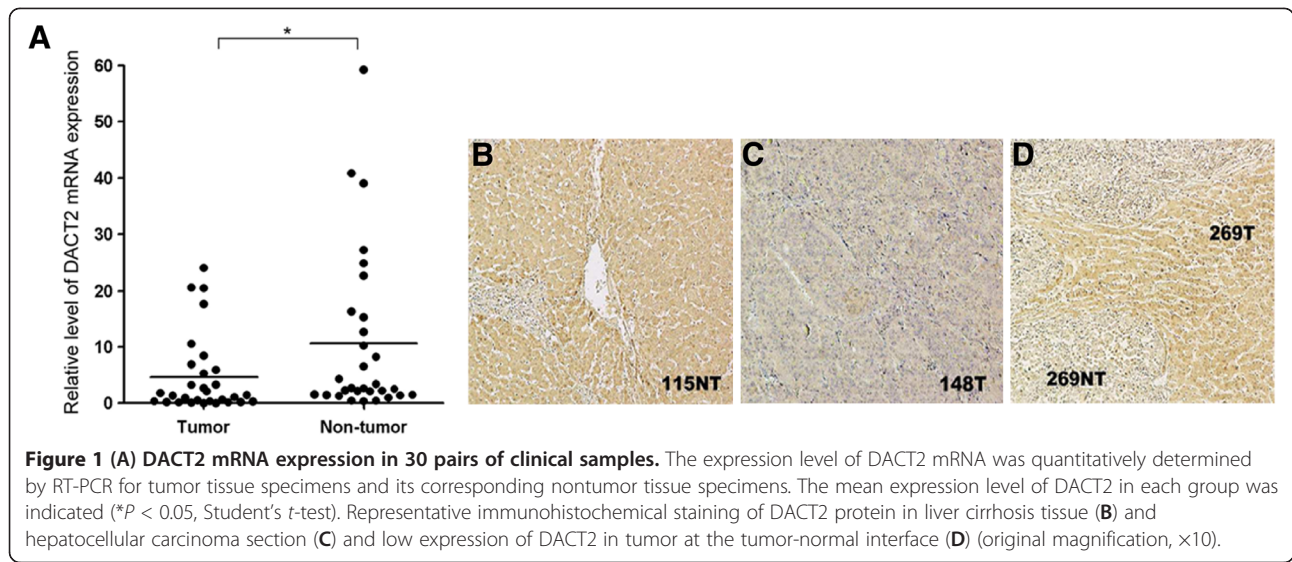 A
*
Relative level of DACT2 mRNA expression
60
50
40
30
20
10
0
Tumor
Non-tumor
B
115NT
C
148T
D
269T
269NT
Figure 1 (A) DACT2 mRNA expression in 30 pairs of clinical samples. The expression level of DACT2 mRNA was quantitatively determined
by RT-PCR for tumor tissue specimens and its corresponding nontumor tissue specimens. The mean expression level of DACT2 in each group was
indicated (*P < 0.05, Student's t-test). Representative immunohistochemical staining of DACT2 protein in liver cirrhosis tissue (B) and
hepatocellular carcinoma section (C) and low expression of DACT2 in tumor at the tumor-normal interface (D) (original magnification, ×10).